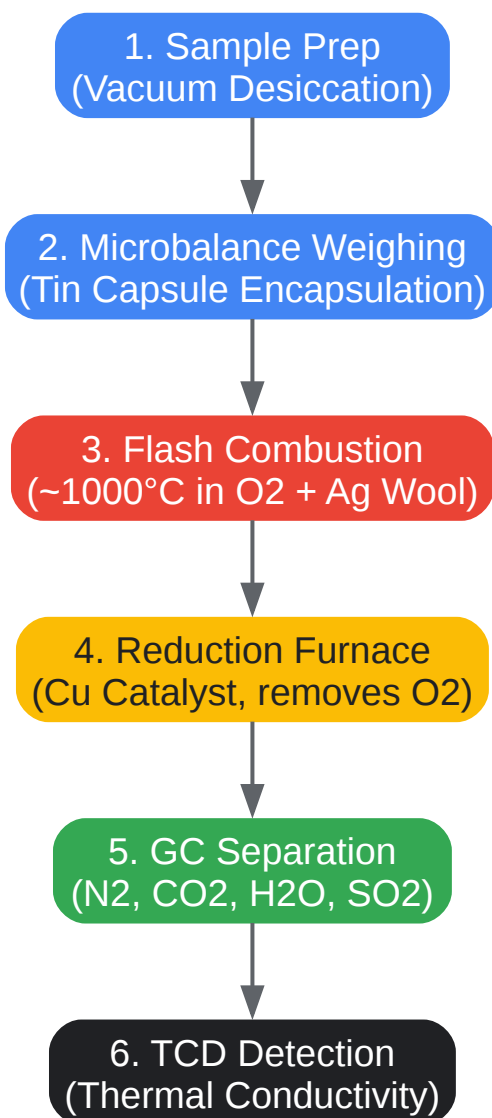 1. Sample Prep
(Vacuum Desiccation)
2. Microbalance Weighing
(Tin Capsule Encapsulation)
3. Flash Combustion
(~1000°C in O2 + Ag Wool)
4. Reduction Furnace
(Cu Catalyst, removes O2)
5. GC Separation
(N2, CO2, H2O, SO2)
6. TCD Detection
(Thermal Conductivity)